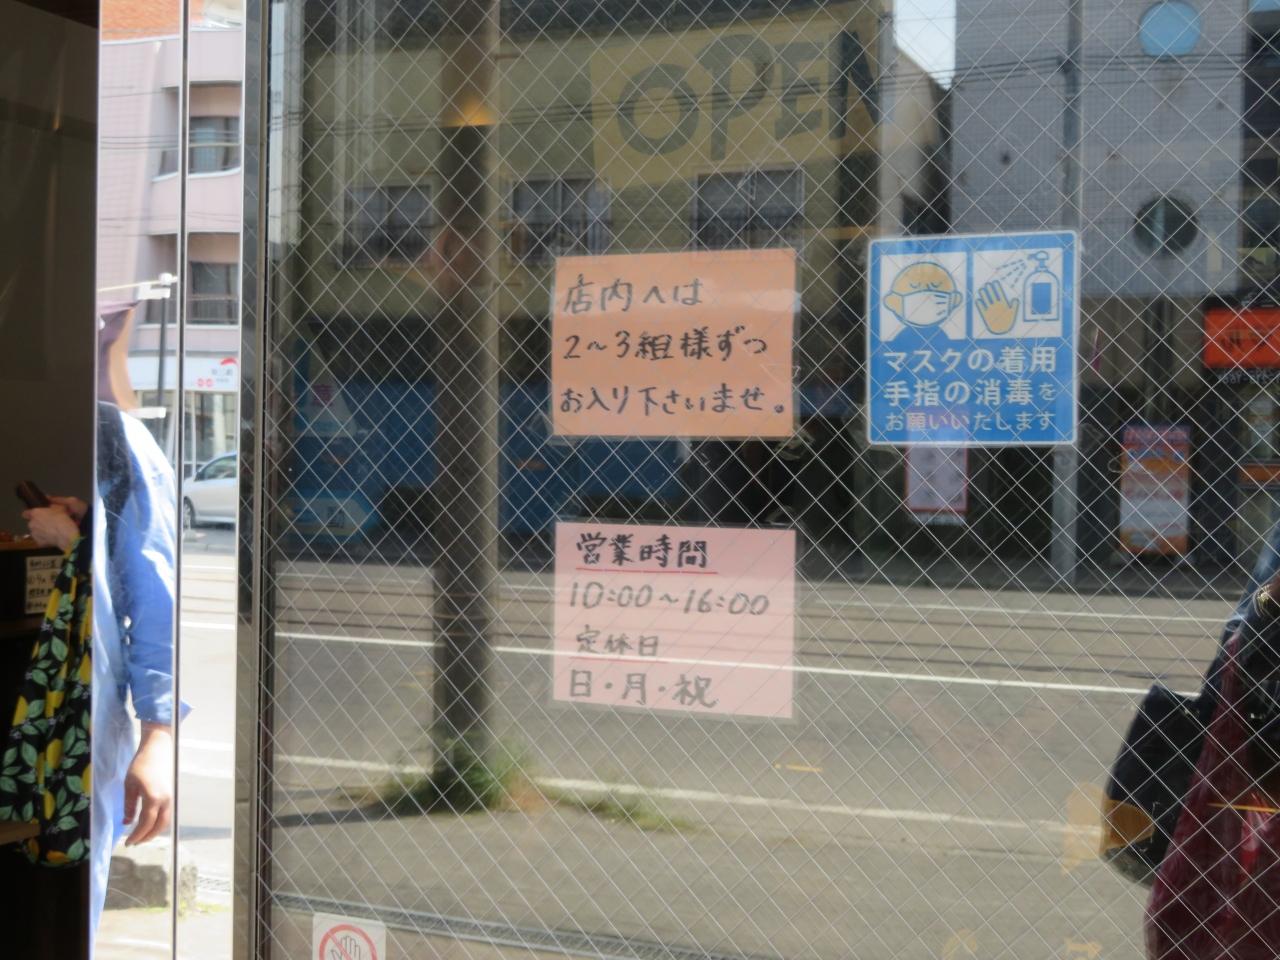 OPEN
店内へは
2～3組様ずつ
お入り下さいませ。
マスクの着用
手指の消毒を
お願いいたします
営業時間
10:00～16:00
定休日
日・月・祝